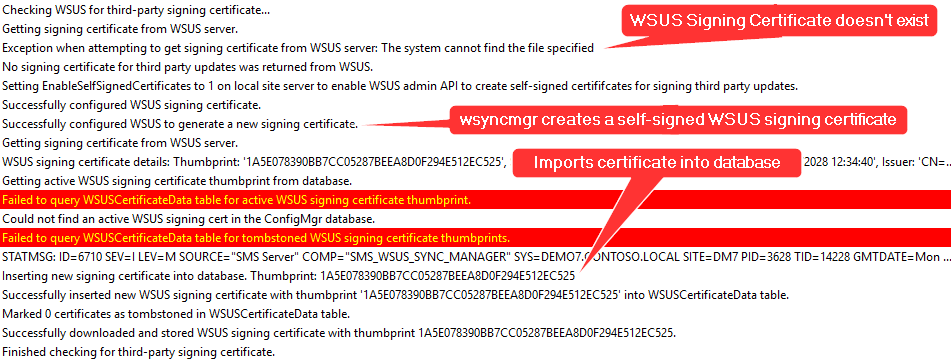 Checking WSUS for third-party signing certificate...
Getting signing certificate from WSUS server.
WSUS Signing Certificate doesn't exist
Exception when attempting to get signing certificate from WSUS server: The system cannot find the file specified
No signing certificate for third party updates was returned from WSUS.
Setting EnableSelfSignedCertificates to 1 on local site server to enable WSUS admin API to create self-signed certififcates for signing third party updates.
Successfully configured WSUS signing certificate.
Successfully configured WSUS to generate a new signing certificate.
wsyncmgr creates a self-signed WSUS signing certificate
Getting signing certificate from WSUS server.
WSUS signing certificate details: Thumbprint: '1A5E078390BB7CC05287BEEA8D0F294E512EC525', 2028 12:34:40', Issuer: 'CN=...
Imports certificate into database
Getting active WSUS signing certificate thumbprint from database.
Failed to query WSUSCertificateData table for active WSUS signing certificate thumbprint.
Could not find an active WSUS signing cert in the ConfigMgr database.
Failed to query WSUSCertificateData table for tombstoned WSUS signing certificate thumbprints.
STATMSG: ID=6710 SEV=I LEV=M SOURCE="SMS Server" COMP="SMS_WSUS_SYNC_MANAGER" SYS=DEMO7.CONTOSO.LOCAL SITE=DM7 PID=3628 TID=14228 GMTDATE=Mon ...
Inserting new signing certificate into database. Thumbprint: 1A5E078390BB7CC05287BEEA8D0F294E512EC525
Successfully inserted new WSUS signing certificate with thumbprint '1A5E078390BB7CC05287BEEA8D0F294E512EC525' into WSUSCertificateData table.
Marked 0 certificates as tombstoned in WSUSCertificateData table.
Successfully downloaded and stored WSUS signing certificate with thumbprint 1A5E078390BB7CC05287BEEA8D0F294E512EC525.
Finished checking for third-party signing certificate.